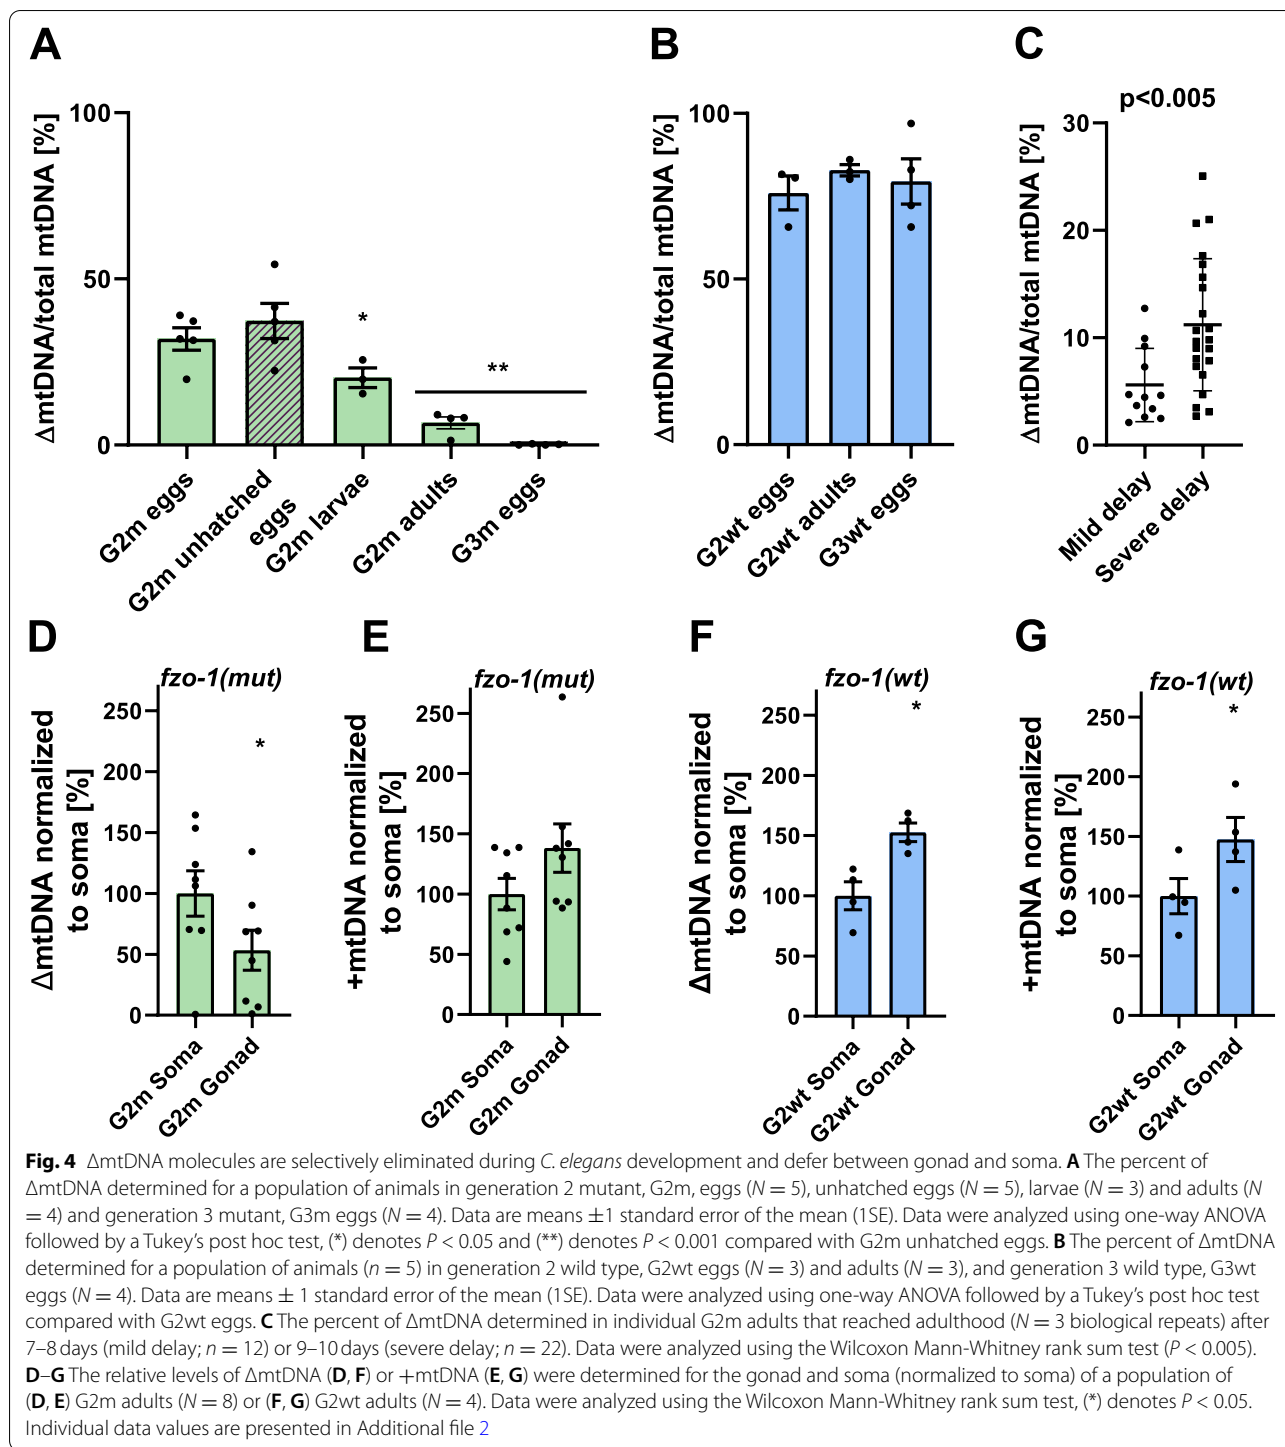 A
ΔmtDNA/total mtDNA [%]
100
50
0
*
**
G2m eggs
G2m unhatched
eggs
G2m larvae
G2m adults
G3m eggs
B
ΔmtDNA/total mtDNA [%]
100
50
0
G2wt eggs
G2wt adults
G3wt eggs
C
p<0.005
ΔmtDNA/total mtDNA [%]
30
20
10
0
Mild delay
Severe delay
D
fzo-1(mut)
ΔmtDNA normalized
to soma [%]
250
200
150
100
50
0
*
G2m Soma
G2m Gonad
E
fzo-1(mut)
+mtDNA normalized
to soma [%]
250
200
150
100
50
0
G2m Soma
G2m Gonad
F
fzo-1(wt)
ΔmtDNA normalized
to soma [%]
250
200
150
100
50
0
*
G2wt Soma
G2wt Gonad
G
fzo-1(wt)
+mtDNA normalized
to soma [%]
250
200
150
100
50
0
*
G2wt Soma
G2wt Gonad
Fig. 4 ΔmtDNA molecules are selectively eliminated during C. elegans development and defer between gonad and soma. A The percent of
ΔmtDNA determined for a population of animals in generation 2 mutant, G2m, eggs (N = 5), unhatched eggs (N = 5), larvae (N = 3) and adults (N
= 4) and generation 3 mutant, G3m eggs (N = 4). Data are means ±1 standard error of the mean (1SE). Data were analyzed using one-way ANOVA
followed by a Tukey's post hoc test, (*) denotes P < 0.05 and (**) denotes P < 0.001 compared with G2m unhatched eggs. B The percent of ΔmtDNA
determined for a population of animals (n = 5) in generation 2 wild type, G2wt eggs (N = 3) and adults (N = 3), and generation 3 wild type, G3wt
eggs (N = 4). Data are means ± 1 standard error of the mean (1SE). Data were analyzed using one-way ANOVA followed by a Tukey's post hoc test
compared with G2wt eggs. C The percent of ΔmtDNA determined in individual G2m adults that reached adulthood (N = 3 biological repeats) after
7–8 days (mild delay; n = 12) or 9–10 days (severe delay; n = 22). Data were analyzed using the Wilcoxon Mann-Whitney rank sum test (P < 0.005).
D–G The relative levels of ΔmtDNA (D, F) or +mtDNA (E, G) were determined for the gonad and soma (normalized to soma) of a population of
(D, E) G2m adults (N = 8) or (F, G) G2wt adults (N = 4). Data were analyzed using the Wilcoxon Mann-Whitney rank sum test, (*) denotes P < 0.05.
Individual data values are presented in Additional file 2